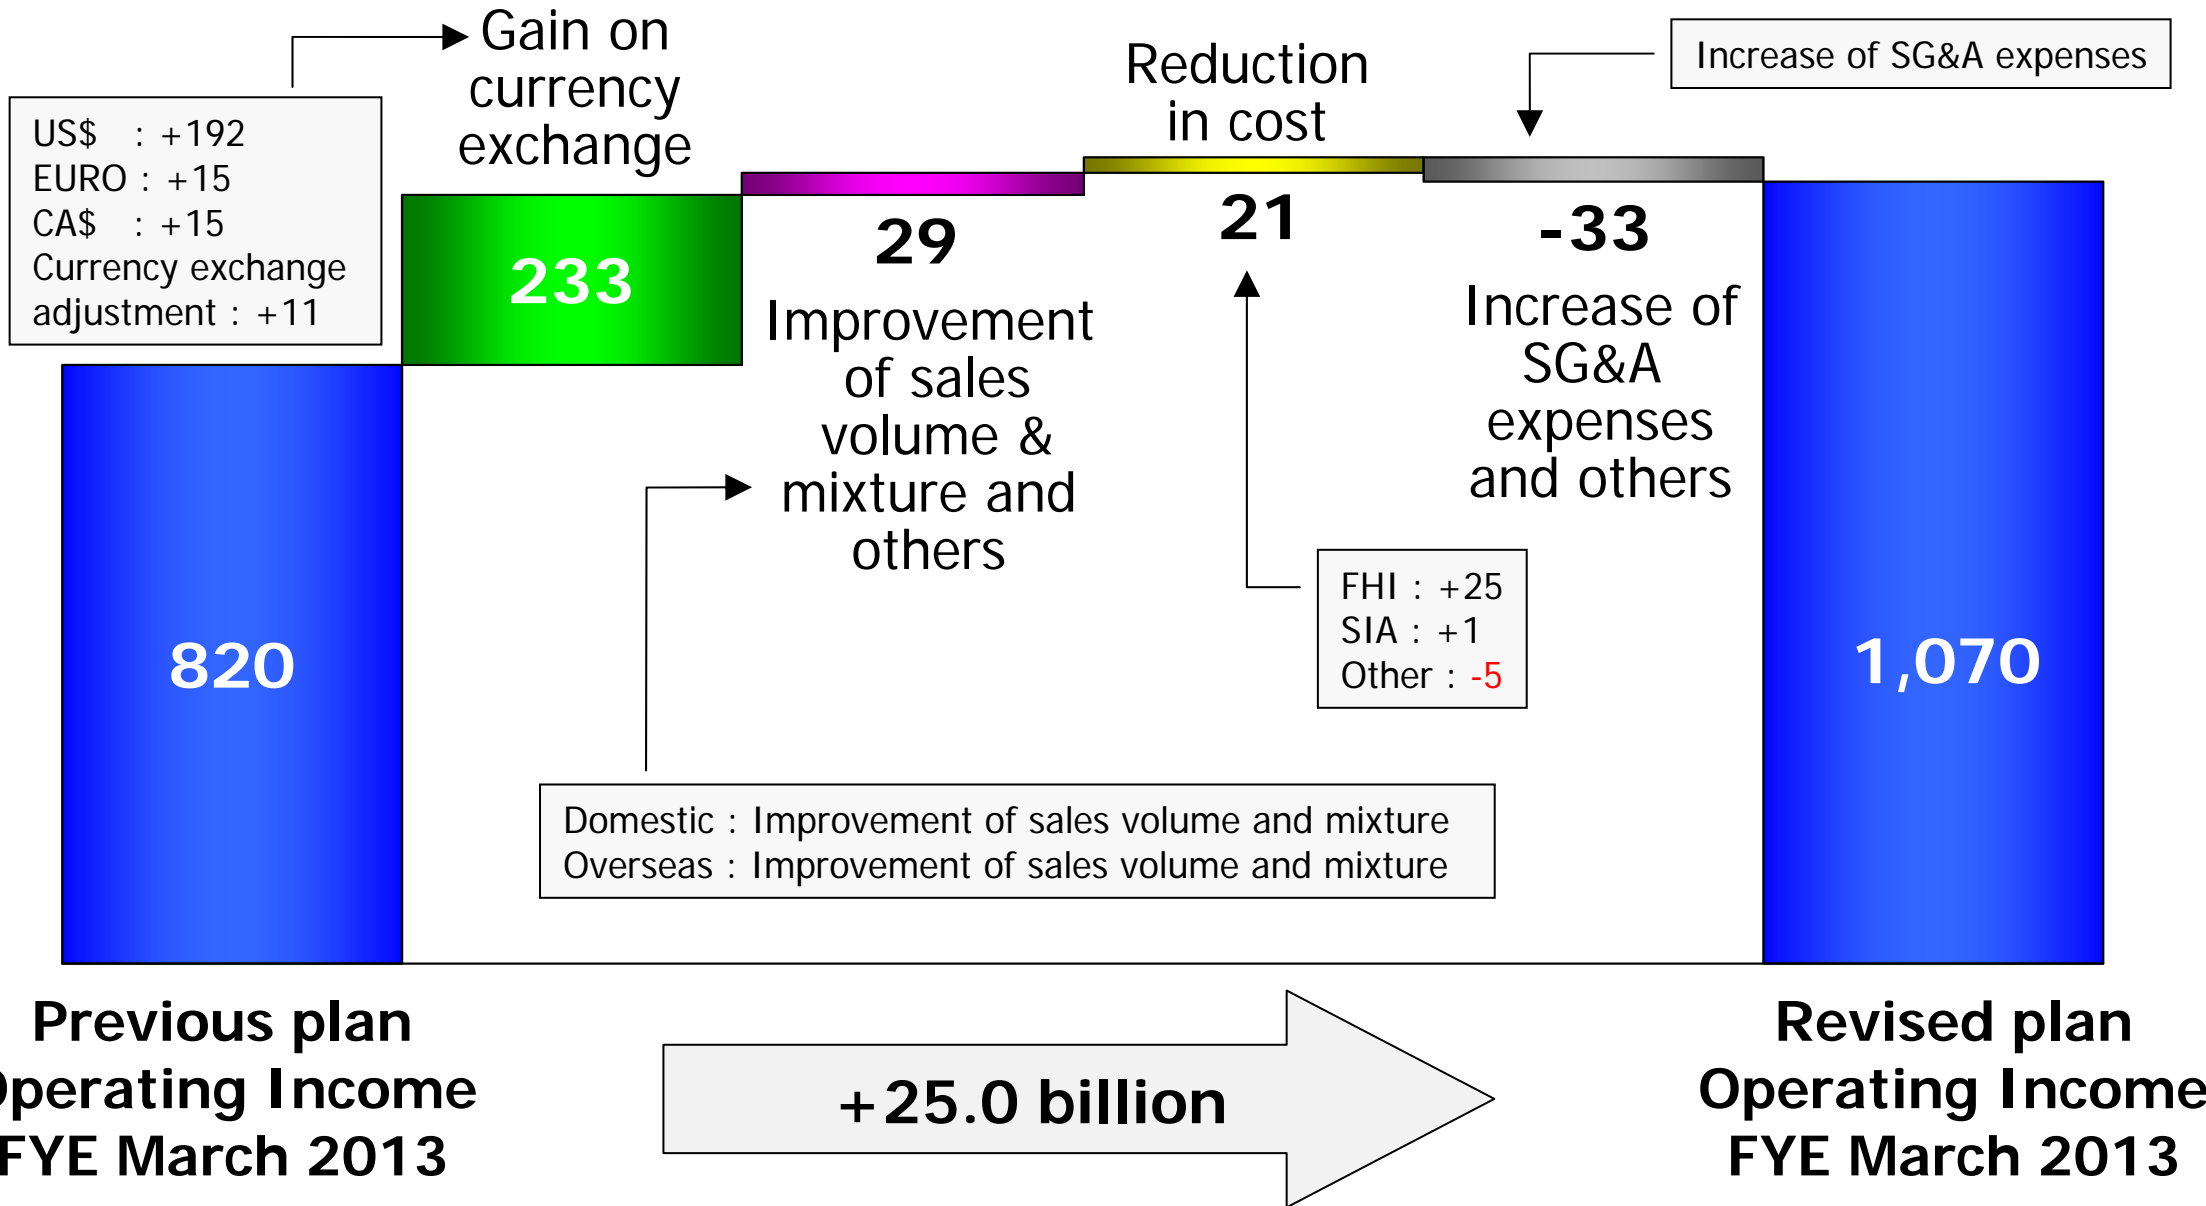 Gain on
currency
exchange
US$ : +192
EURO : +15
CA$ : +15
Currency exchange
adjustment : +11
Reduction
in cost
Increase of SG&A expenses
233
29
Improvement
of sales
volume &
mixture and
others
21
-33
Increase of
SG&A
expenses
and others
FHI : +25
SIA : +1
Other : -5
820
1,070
Domestic : Improvement of sales volume and mixture
Overseas : Improvement of sales volume and mixture
Previous plan
Operating Income
FYE March 2013
+25.0 billion
Revised plan
Operating Income
FYE March 2013